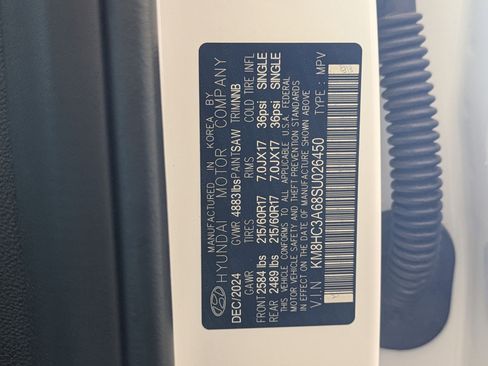 MANUFACTURED IN KOREA BY
HYUNDAI MOTOR COMPANY
DEC/2024 GVWR 4883lbs PAINT SAW TRIM NNB
GAWR TIRES RIMS COLD TIRE INFL
FRONT 2584 lbs 215/60R17 7.0JX17 36psi SINGLE
REAR 2489 lbs 215/60R17 7.0JX17 36psi SINGLE
THIS VEHICLE CONFORMS TO ALL APPLICABLE U.S.A. FEDERAL
MOTOR VEHICLE SAFETY AND THEFT PREVENTION STANDARDS
IN EFFECT ON THE DATE OF MANUFACTURE SHOWN ABOVE
V.I.N KM8HC3A68SU026450 TYPE : MPV